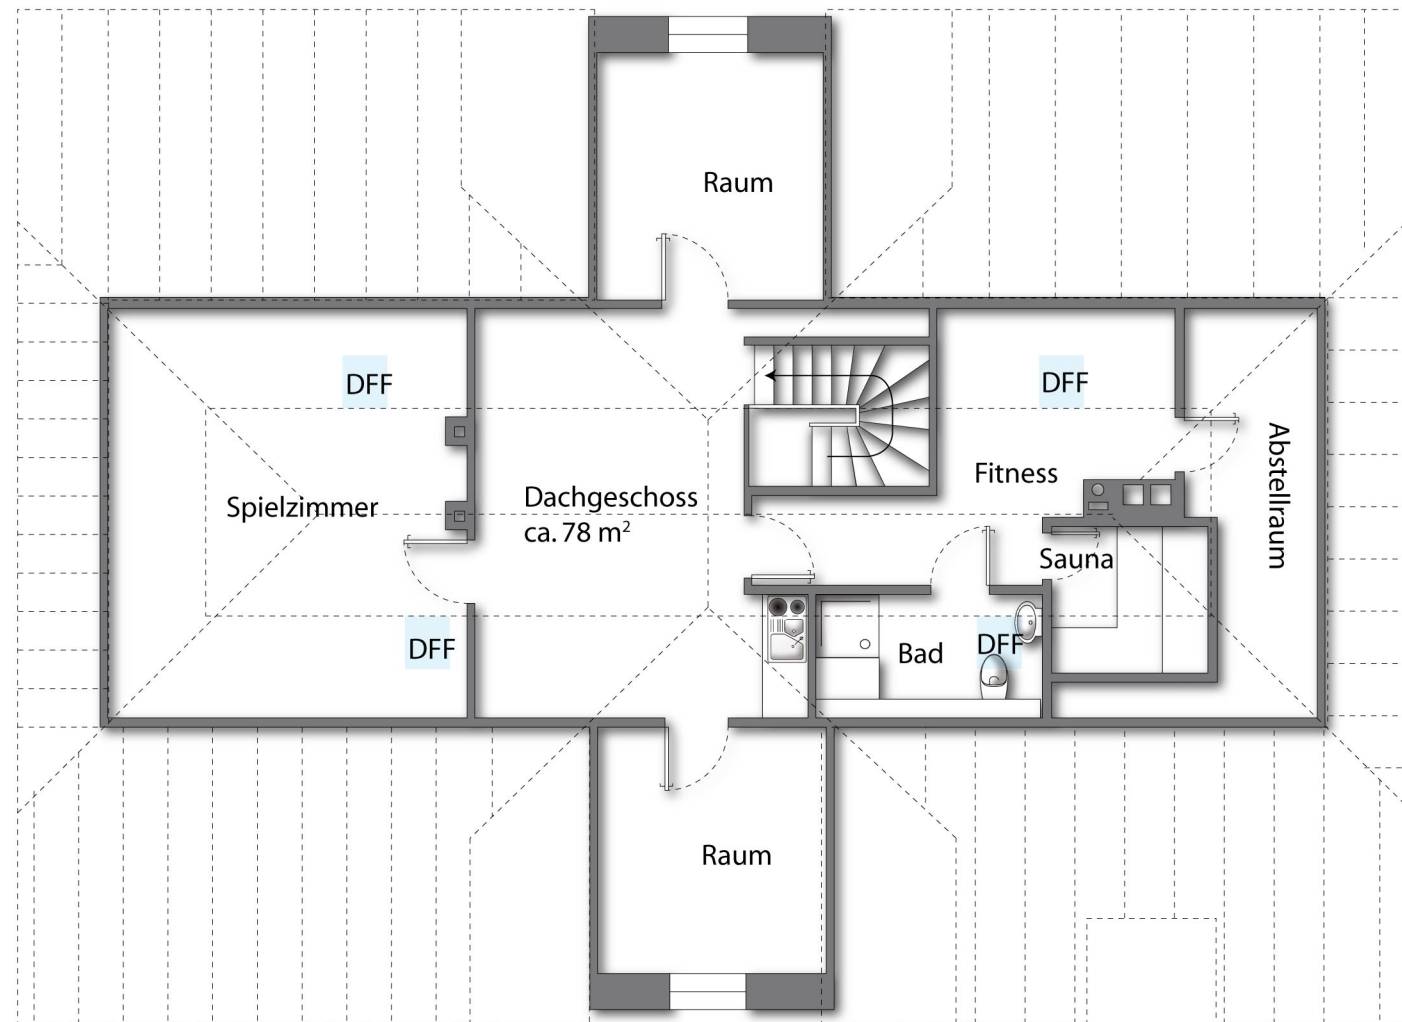 Raum
DFF
DFF
Abstellraum
Fitness
Spielzimmer
Dachgeschoss
ca. 78 m²
Sauna
DFF
Bad
DFF
Raum